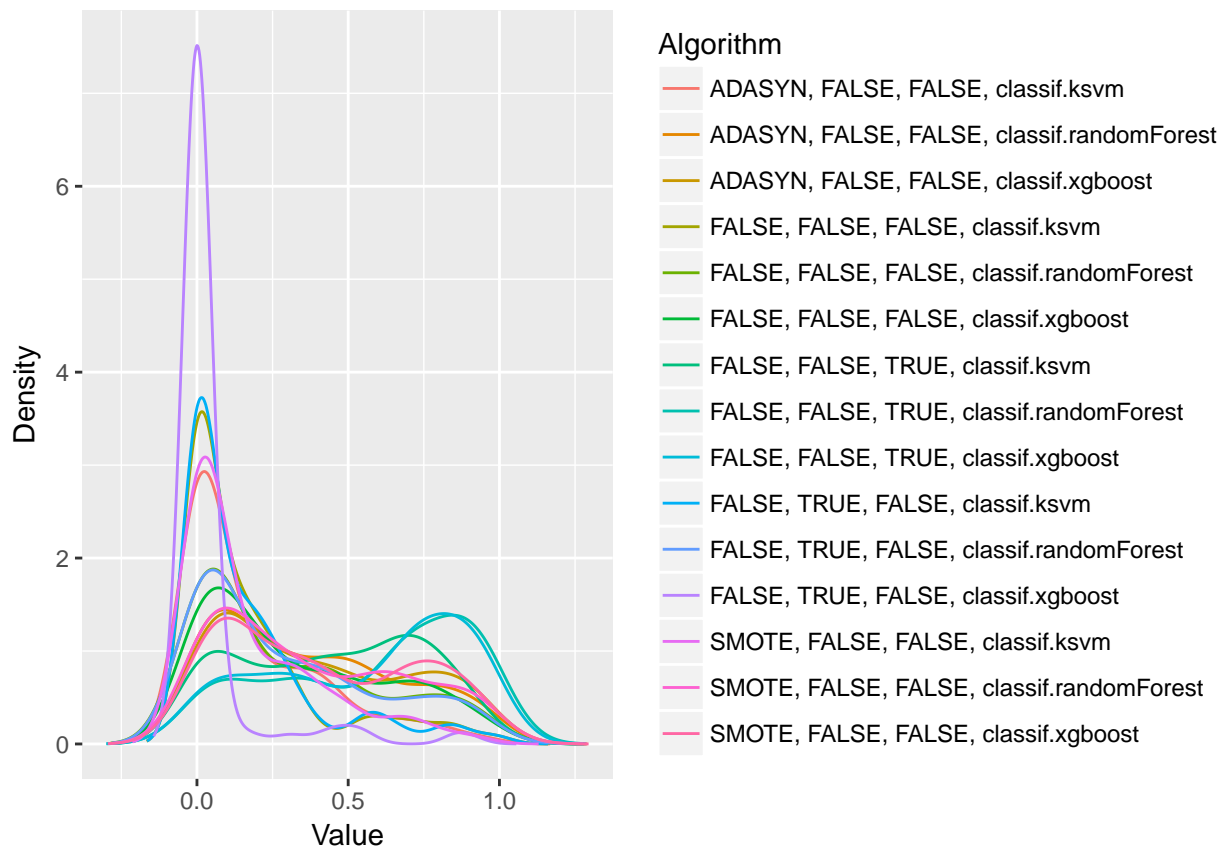 Density
6
4
2
0
0.0 0.5 1.0
Value
Algorithm
ADASYN, FALSE, FALSE, classif.ksvm
ADASYN, FALSE, FALSE, classif.randomForest
ADASYN, FALSE, FALSE, classif.xgboost
FALSE, FALSE, FALSE, classif.ksvm
FALSE, FALSE, FALSE, classif.randomForest
FALSE, FALSE, FALSE, classif.xgboost
FALSE, FALSE, TRUE, classif.ksvm
FALSE, FALSE, TRUE, classif.randomForest
FALSE, FALSE, TRUE, classif.xgboost
FALSE, TRUE, FALSE, classif.ksvm
FALSE, TRUE, FALSE, classif.randomForest
FALSE, TRUE, FALSE, classif.xgboost
SMOTE, FALSE, FALSE, classif.ksvm
SMOTE, FALSE, FALSE, classif.randomForest
SMOTE, FALSE, FALSE, classif.xgboost